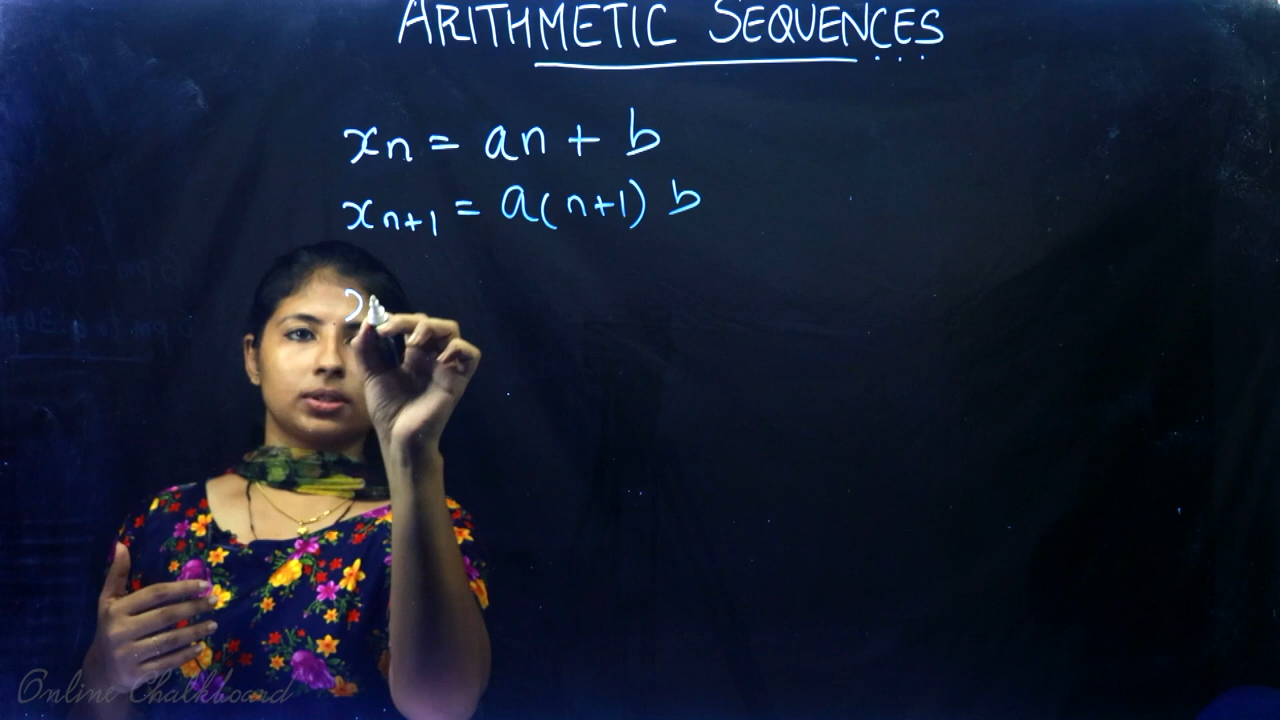 ARITHMETIC SEQUENCES...
xn = an + b
xn+1 = a(n+1) b
Online Chalkboard